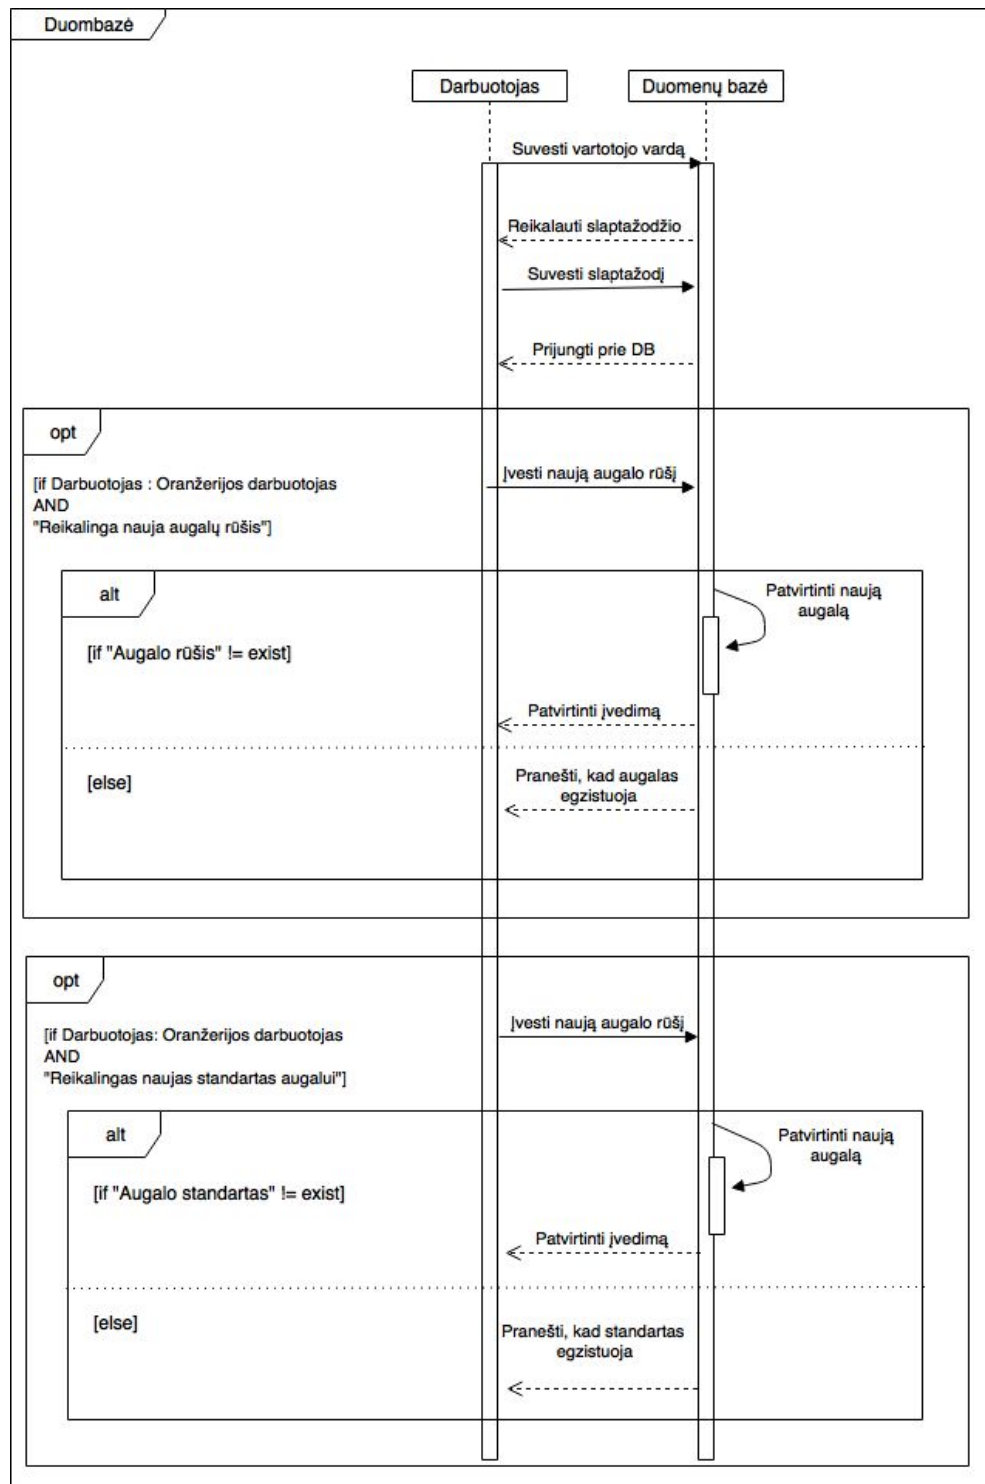 Duombazė
Darbuotojas
Duomenų bazė
Suvesti vartotojo vardą
Reikalauti slaptažodžio
Suvesti slaptažodį
Prijungti prie DB
opt
[if Darbuotojas : Oranžerijos darbuotojas
AND
"Reikalinga nauja augalų rūšis"]
Įvesti naują augalo rūšį
alt
Patvirtinti naują
augalą
[if "Augalo rūšis" != exist]
Patvirtinti įvedimą
[else]
Pranešti, kad augalas
egzistuoja
opt
[if Darbuotojas: Oranžerijos darbuotojas
AND
"Reikalingas naujas standartas augalui"]
Įvesti naują augalo rūšį
alt
Patvirtinti naują
augalą
[if "Augalo standartas" != exist]
Patvirtinti įvedimą
[else]
Pranešti, kad standartas
egzistuoja